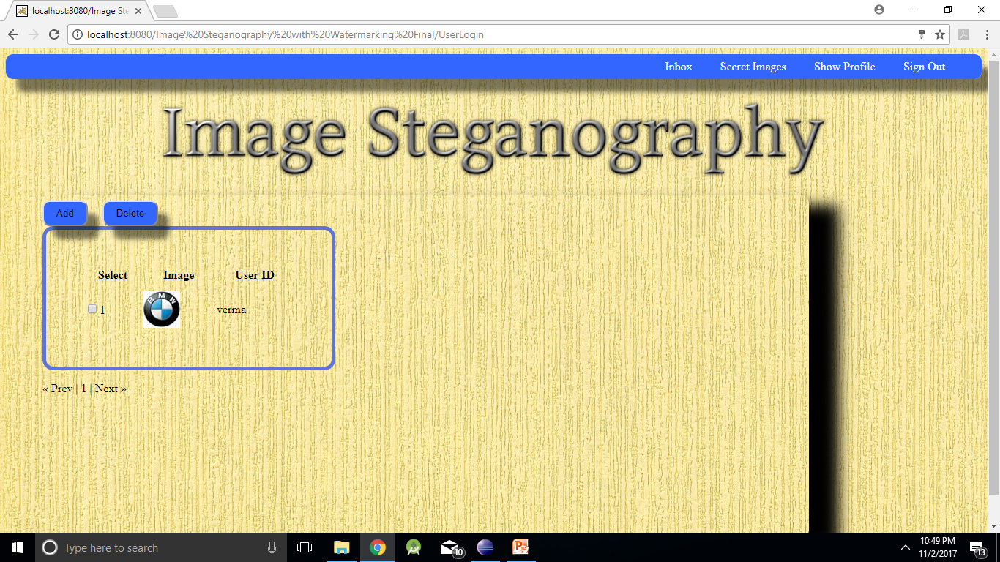 localhost:8080/Image Ste
localhost:8080/Image%20Steganography%20with%20Watermarking%20Final/UserLogin
Inbox Secret Images Show Profile Sign Out
Image Steganography
Add Delete
Select Image User ID
1 BMW verma
« Prev | 1 | Next »
Type here to search
10
10:49 PM
11/2/2017
13